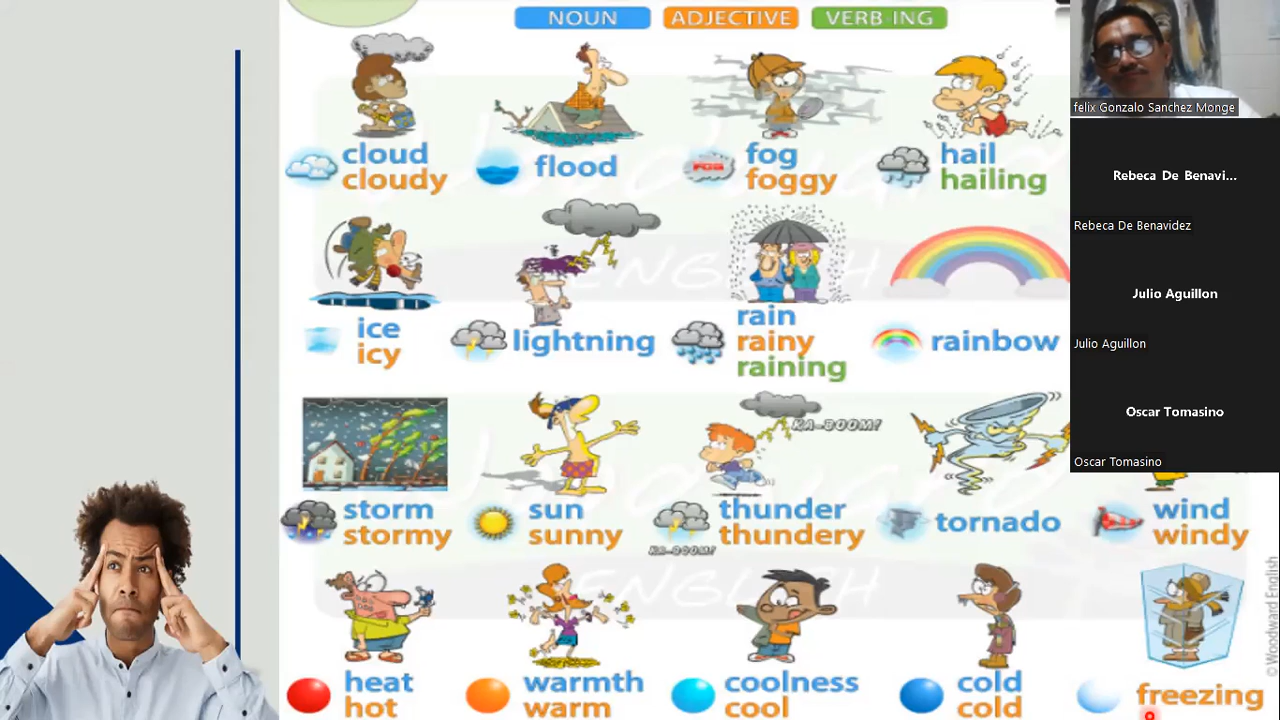 NOUN
ADJECTIVE
VERB-ING
cloud
cloudy
flood
FOG
fog
foggy
hail
hailing
ice
icy
lightning
rain
rainy
raining
rainbow
KA-BOOM!
storm
stormy
sun
sunny
KA-BOOM!
thunder
thundery
tornado
wind
windy
heat
hot
warmth
warm
coolness
cool
cold
cold
freezing
ENGLISH
ENGLISH
© Woodward English
felix Gonzalo Sanchez Monge
Rebeca De Benavi...
Rebeca De Benavidez
Julio Aguillon
Julio Aguillon
Oscar Tomasino
Oscar Tomasino